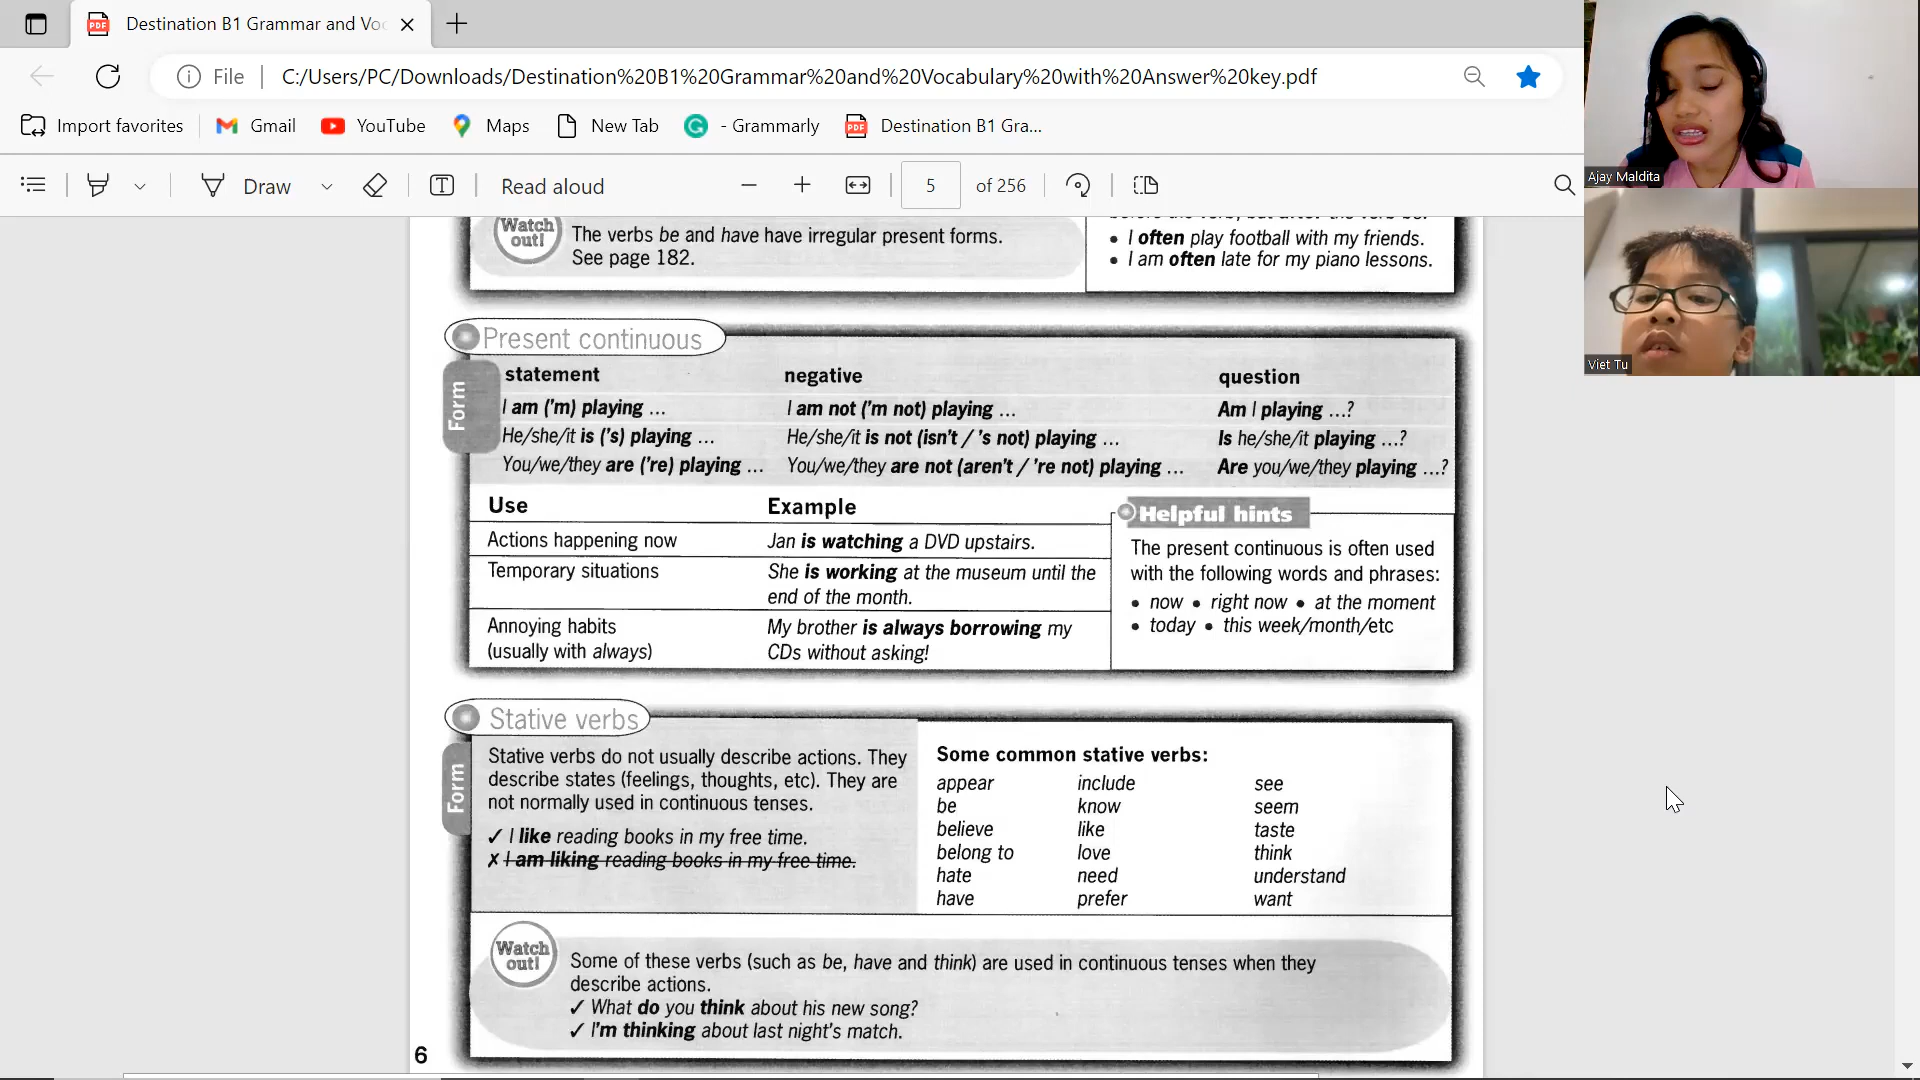 Destination B1 Grammar and Vo
File
C:/Users/PC/Downloads/Destination%20B1%20Grammar%20and%20Vocabulary%20with%20Answer%20key.pdf
Import favorites
Gmail
YouTube
Maps
New Tab
- Grammarly
Destination B1 Gra...
Draw
Read aloud
5 of 256
Ajay Maldita
Viet Tu
Watch out!
The verbs be and have have irregular present forms.
See page 182.
• I often play football with my friends.
• I am often late for my piano lessons.
Present continuous
Form
statement negative question
I am ('m) playing ... I am not ('m not) playing ... Am I playing ...?
He/she/it is ('s) playing ... He/she/it is not (isn't / 's not) playing ... Is he/she/it playing ...?
You/we/they are ('re) playing ... You/we/they are not (aren't / 're not) playing ... Are you/we/they playing ...?
Use Example
Actions happening now Jan is watching a DVD upstairs.
Temporary situations She is working at the museum until the
end of the month.
Annoying habits My brother is always borrowing my
(usually with always) CDs without asking!
Helpful hints
The present continuous is often used
with the following words and phrases:
• now • right now • at the moment
• today • this week/month/etc
Stative verbs
Form
Stative verbs do not usually describe actions. They
describe states (feelings, thoughts, etc). They are
not normally used in continuous tenses.
✓ I like reading books in my free time.
✗ I am liking reading books in my free time.
Some common stative verbs:
appear include see
be know seem
believe like taste
belong to love think
hate need understand
have prefer want
Watch out!
Some of these verbs (such as be, have and think) are used in continuous tenses when they
describe actions.
✓ What do you think about his new song?
✓ I'm thinking about last night's match.
6